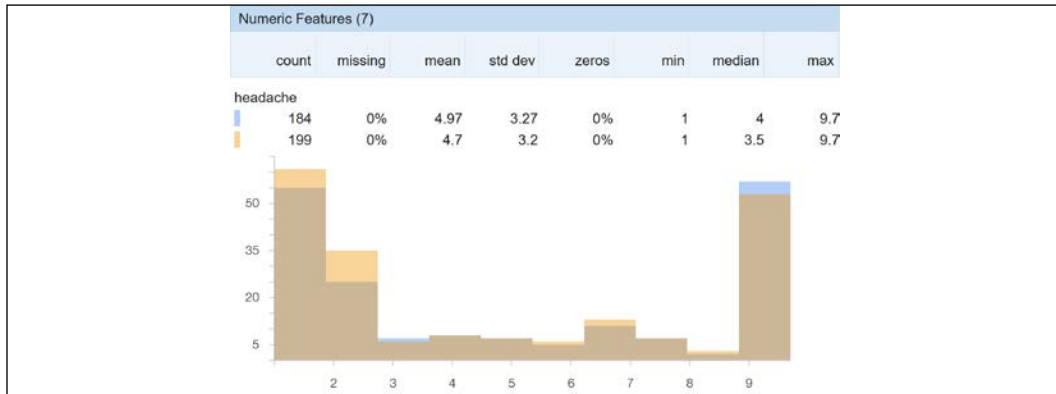 Numeric Features (7)
count missing mean std dev zeros min median max
headache
184 0% 4.97 3.27 0% 1 4 9.7
199 0% 4.7 3.2 0% 1 3.5 9.7
50
35
20
5
2 3 4 5 6 7 8 9